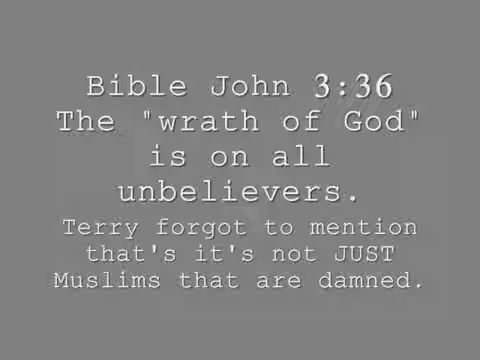 Bible John 3:36
The "wrath of God"
is on all
unbelievers.
Terry forgot to mention
that's it's not JUST
Muslims that are damned.